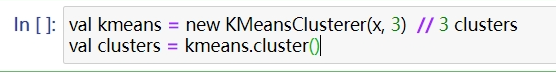 In [ ]: val kmeans = new KMeansClusterer(x, 3)  // 3 clusters
val clusters = kmeans.cluster()